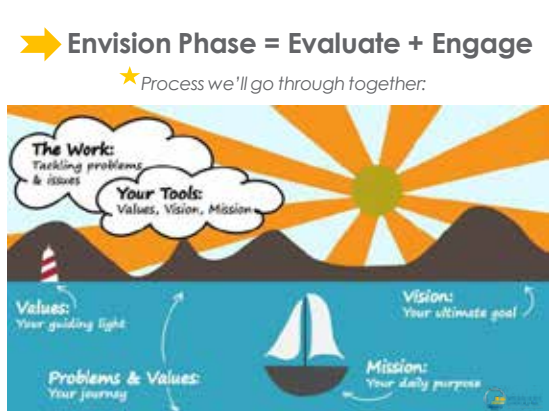 Envision Phase = Evaluate + Engage
Process we'll go through together:
The Work:
Tackling problems
& issues
Your Tools:
Values, Vision, Mission
Values:
Your guiding light
Vision:
Your ultimate goal
Problems & Values:
Your journey
Mission:
Your daily purpose